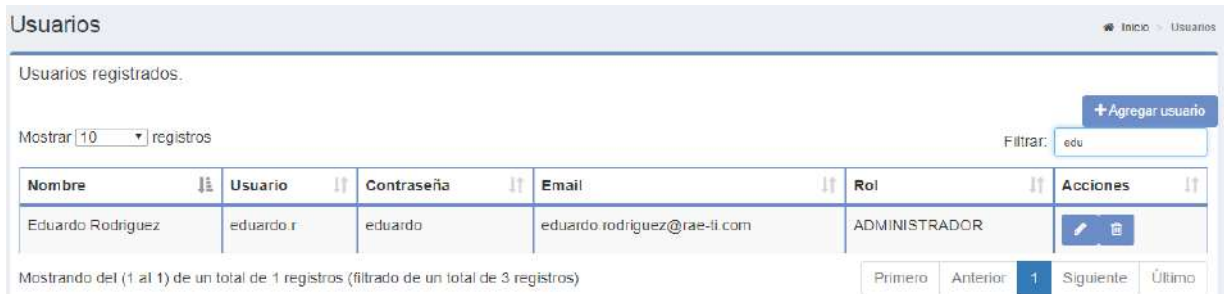 Usuarios
Inicio > Usuarios
Usuarios registrados.
+ Agregar usuario
Mostrar 10 registros
Filtrar: edu
Nombre Usuario Contraseña Email Rol Acciones
Eduardo Rodriguez eduardo.r eduardo eduardo.rodriguez@rae-ti.com ADMINISTRADOR
Mostrando del (1 al 1) de un total de 1 registros (filtrado de un total de 3 registros)
Primero Anterior 1 Siguiente Último